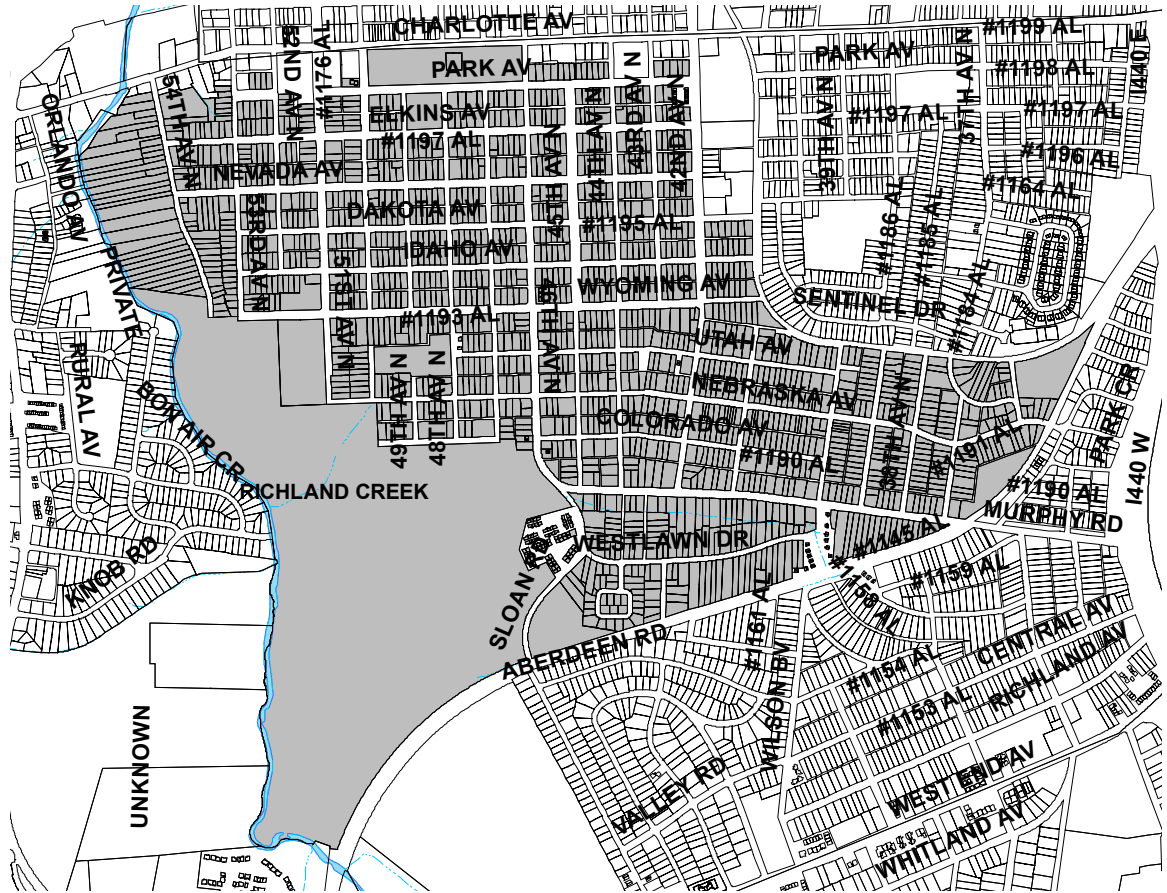 CHARLOTTE AV
#1199 AL
I440 E
52ND AV N
#1176 AL
PARK AV
PARK AV
37TH AV N
#1198 AL
54TH AV N
ORLANDO AV
ELKINS AV
#1197 AL
44TH AV N
43RD AV N
42ND AV N
39TH AV N
#1197 AL
#1197 AL
NEVADA AV
45TH AV N
#1196 AL
#1164 AL
53RD AV N
DAKOTA AV
#1195 AL
#1186 AL
#1185 AL
IDAHO AV
PRIVATE
51ST AV N
WYOMING AV
46TH AV N
SENTINEL DR
#1184 AL
#1193 AL
UTAH AV
RURAL AV
49TH AV N
48TH AV N
NEBRASKA AV
38TH AV N
PARK CR
BON AIR CR
COLORADO AV
#1191 AL
#1190 AL
I440 W
RICHLAND CREEK
#1190 AL
MURPHY RD
KNOB RD
WESTLAWN DR
#1145 AL
#1159 AL
#1158 AL
SLOAN
#1161 AL
ABERDEEN RD
CENTRAL AV
#1154 AL
RICHLAND AV
WILSON BV
#1153 AL
UNKNOWN
VALLEY RD
WEST END AV
WHITLAND AV